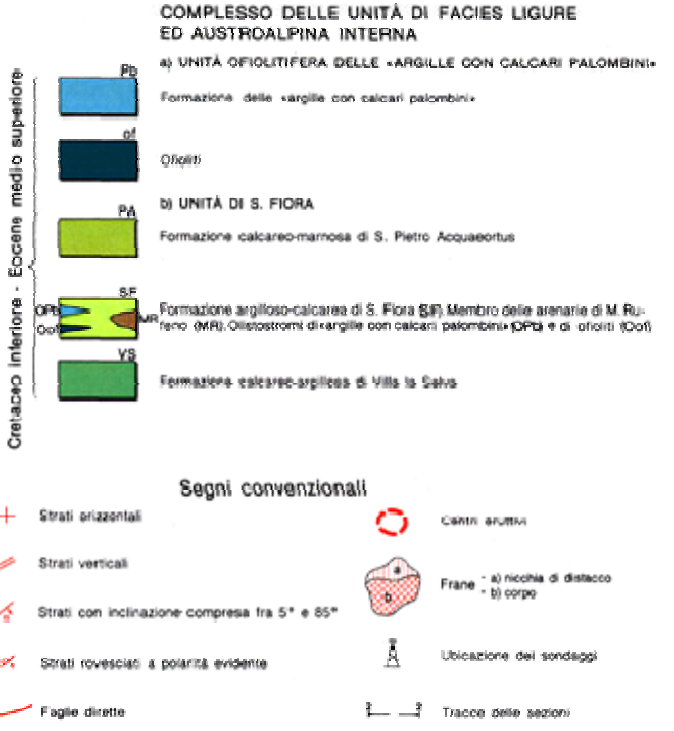 COMPLESSO DELLE UNITÀ DI FACIES LIGURE
ED AUSTROALPINA INTERNA
a) UNITÀ OFIOLITIFERA DELLE «ARGILLE CON CALCARI PALOMBINI»
Pb
Formazione delle «argille con calcari palombini»
of
Ofioliti
b) UNITÀ DI S. FIORA
PA
Formazione calcareo-marnosa di S. Pietro Acquaeortus
SF
OPb
Oof
MR
Formazione argilloso-calcarea di S. Fiora (SF). Membro delle arenarie di M. Ru-
feno (MR). Olistostromi di «argille con calcari palombini» (OPb) e di ofioliti (Oof)
VS
Formazione calcareo-argillosa di Villa la Selva
Cretaceo inferiore - Eocene medio superiore
Segni convenzionali
Strati orizzontali
Strati verticali
Strati con inclinazione compresa fra 5° e 85°
Strati rovesciati a polarità evidente
Faglie dirette
Centri eruttivi
a
b
Frane - a) nicchia di distacco
- b) corpo
Ubicazione dei sondaggi
Tracce delle sezioni